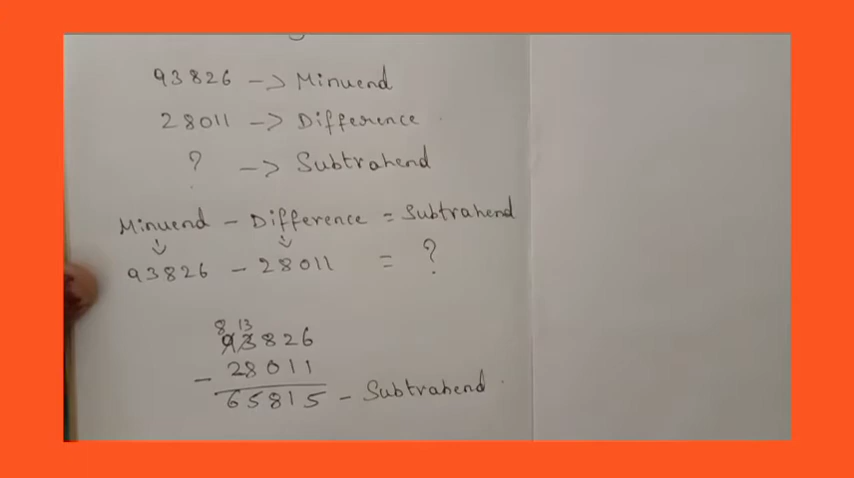 93826 -> Minuend
28011 -> Difference
? -> Subtrahend
Minuend - Difference = Subtrahend
93826 - 28011 = ?
8 13
93826
- 28011
65815 - Subtrahend